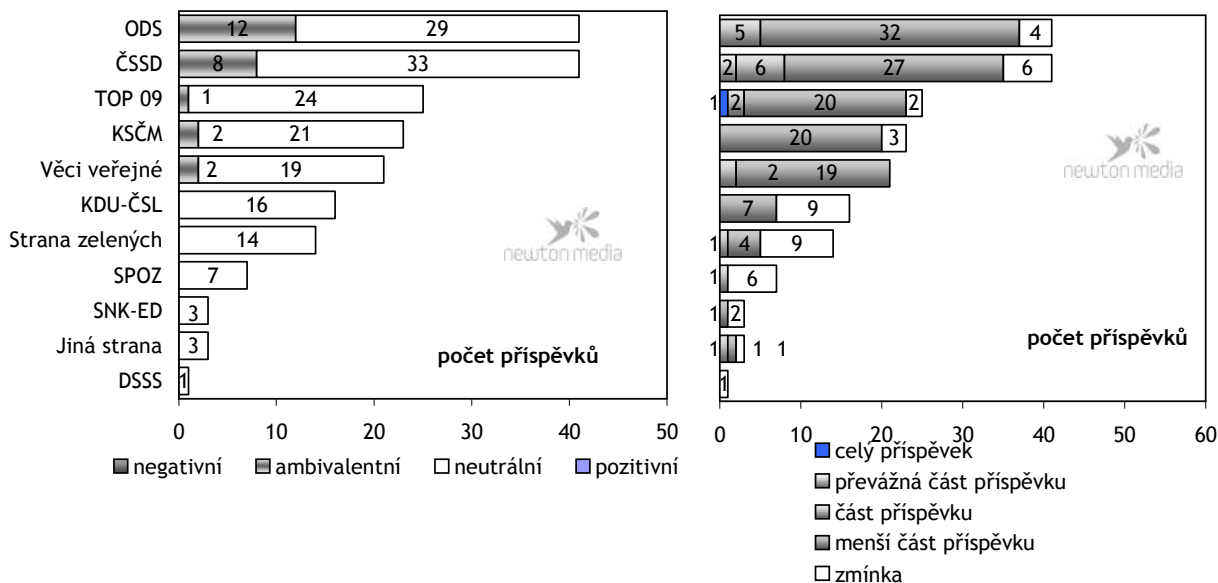 ODS 12 29
ČSSD 8 33
TOP 09 1 24
KSČM 2 21
Věci veřejné 2 19
KDU-ČSL 16
Strana zelených 14
SPOZ 7
SNK-ED 3
Jiná strana 3
DSSS 1
newton media
počet příspěvků
0 10 20 30 40 50
negativní ambivalentní neutrální pozitivní
5 32 4
2 6 27 6
1 2 20 2
20 3
2 19
7 9
1 4 9
1 6
1 2
1 1 1
1
newton media
počet příspěvků
0 10 20 30 40 50 60
celý příspěvek
převážná část příspěvku
část příspěvku
menší část příspěvku
zmínka